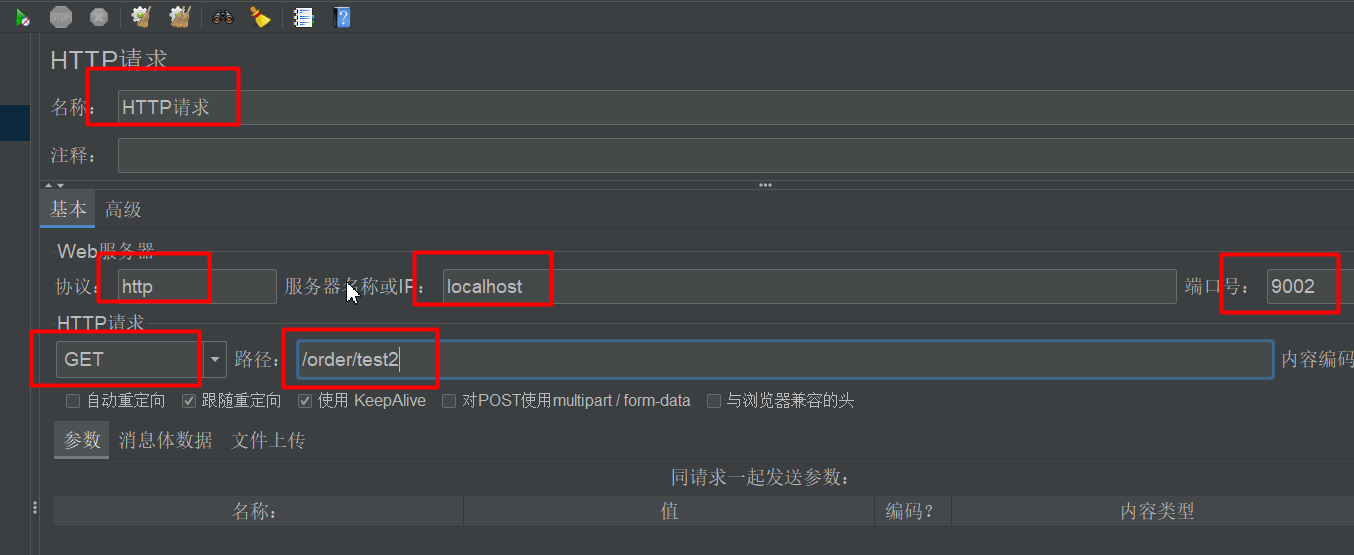 STOP
HTTP请求
名称： HTTP请求
注释：
基本 高级
Web服务器
协议： http 服务器名称或IP： localhost 端口号： 9002
HTTP请求
GET 路径： /order/test2 内容编码
自动重定向 跟随重定向 使用 KeepAlive 对POST使用multipart / form-data 与浏览器兼容的头
参数 消息体数据 文件上传
同请求一起发送参数：
名称： 值 编码？ 内容类型